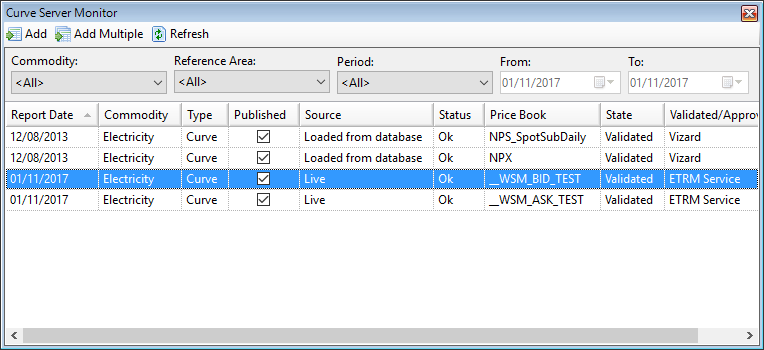 Curve Server Monitor
Add Add Multiple Refresh
Commodity: Reference Area: Period: From: To:
<All> <All> <All> 01/11/2017 01/11/2017
Report Date Commodity Type Published Source Status Price Book State Validated/Approv
12/08/2013 Electricity Curve Loaded from database Ok NPS_SpotSubDaily Validated Vizard
12/08/2013 Electricity Curve Loaded from database Ok NPX Validated Vizard
01/11/2017 Electricity Curve Live Ok __WSM_BID_TEST Validated ETRM Service
01/11/2017 Electricity Curve Live Ok __WSM_ASK_TEST Validated ETRM Service